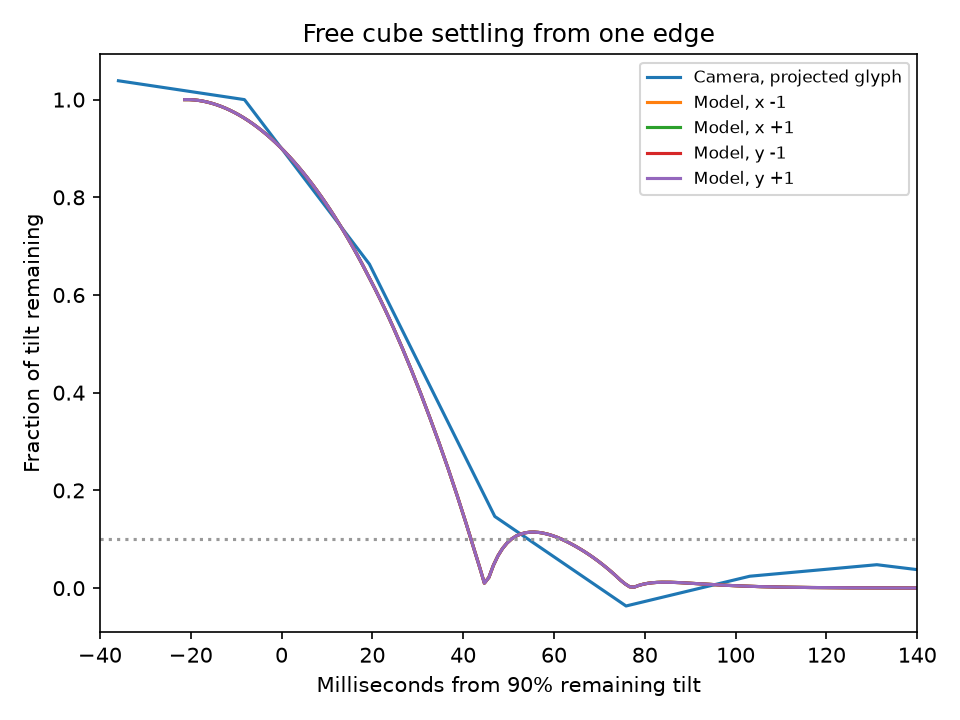 Free cube settling from one edge
Camera, projected glyph
Model, x -1
Model, x +1
Model, y -1
Model, y +1
Fraction of tilt remaining
1.0
0.8
0.6
0.4
0.2
0.0
−40 −20 0 20 40 60 80 100 120 140
Milliseconds from 90% remaining tilt